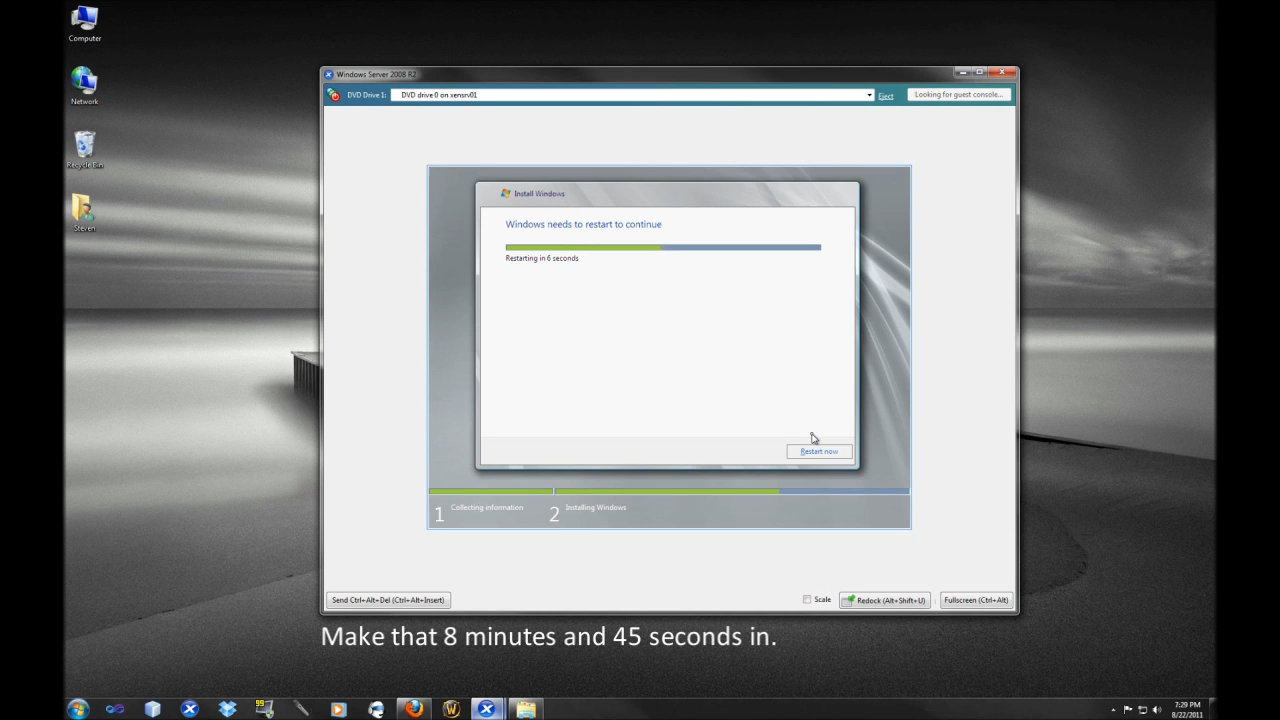 Computer
Network
Recycle Bin
Steven
Windows Server 2008 R2
DVD Drive 1: DVD drive 0 on xensrv01 Eject Looking for guest console...
Install Windows
Windows needs to restart to continue
Restarting in 6 seconds
Restart now
1 Collecting information 2 Installing Windows
Send Ctrl+Alt+Del (Ctrl+Alt+Insert) Scale Redock (Alt+Shift+U) Fullscreen (Ctrl+Alt)
Make that 8 minutes and 45 seconds in.
99
W
7:29 PM
8/22/2011